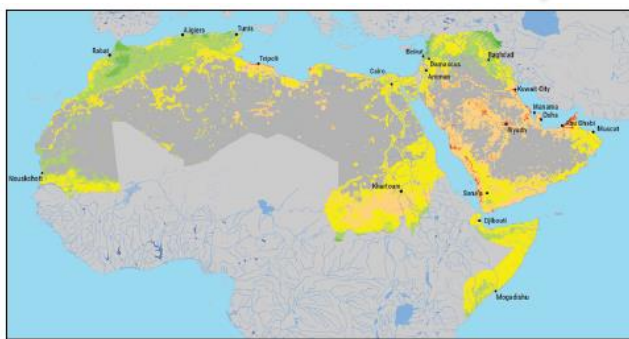 Algiers
Tunis
Rabat
Tripoli
Beirut
Damascus
Baghdad
Amman
Cairo
Kuwait City
Manama
Doha
Abu Dhabi
Riyadh
Muscat
Nouakchott
Khartoum
Sana'a
Djibouti
Mogadishu